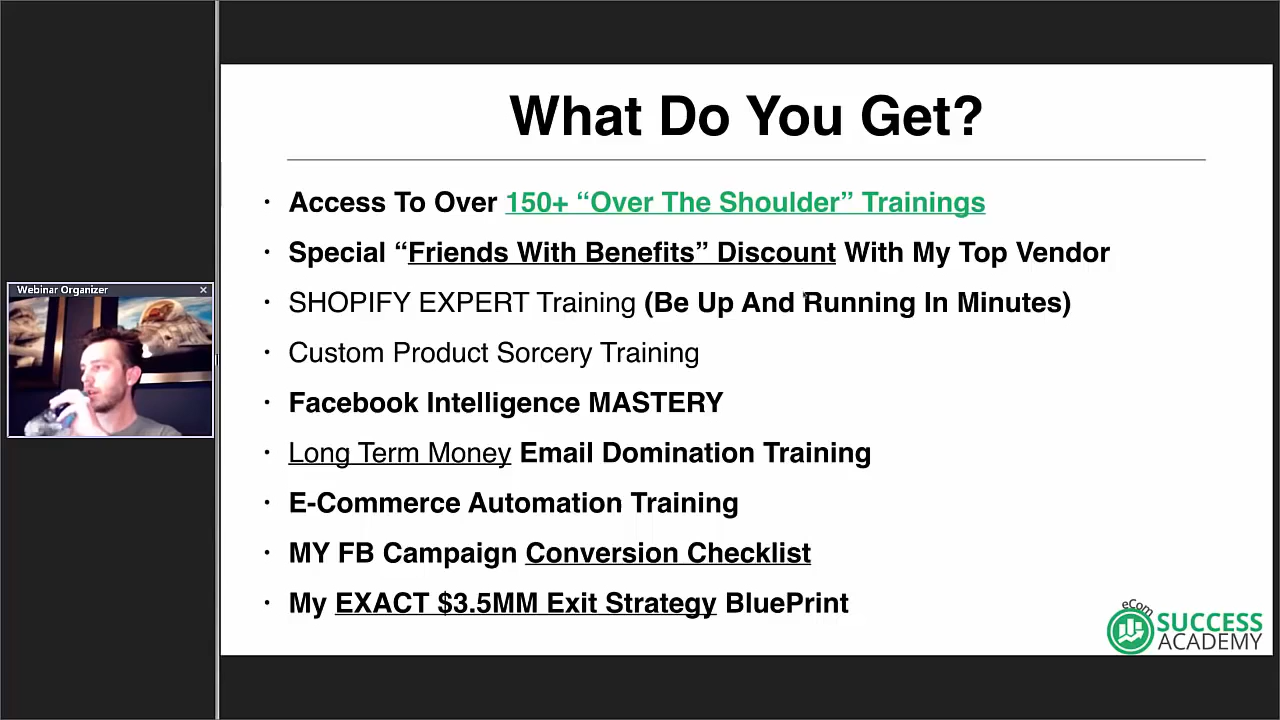 What Do You Get?
· Access To Over 150+ “Over The Shoulder” Trainings
· Special “Friends With Benefits” Discount With My Top Vendor
· SHOPIFY EXPERT Training (Be Up And Running In Minutes)
Webinar Organizer ×
· Custom Product Sorcery Training
· Facebook Intelligence MASTERY
· Long Term Money Email Domination Training
· E-Commerce Automation Training
· MY FB Campaign Conversion Checklist
· My EXACT $3.5MM Exit Strategy BluePrint
eCom
SUCCESS
ACADEMY